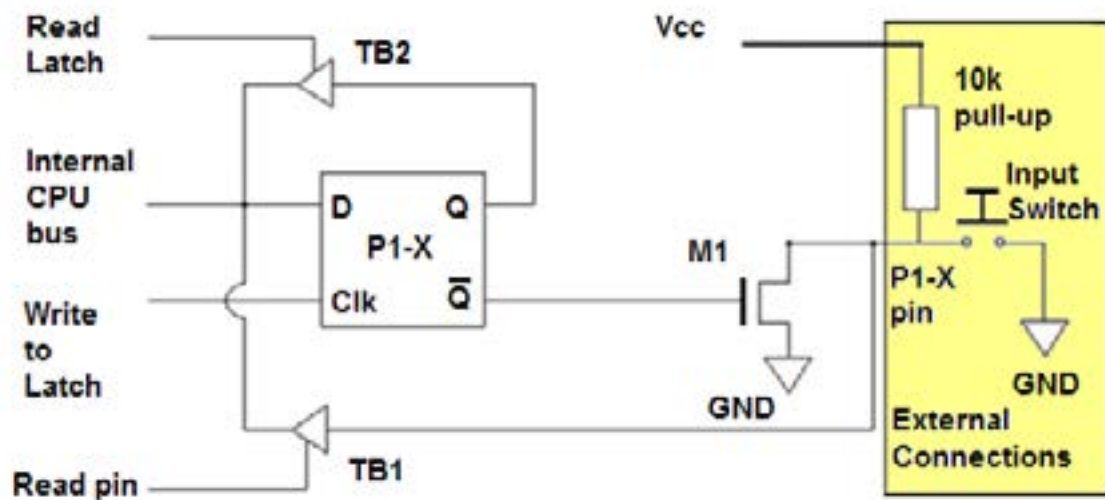 Read
Latch
TB2
Vcc
10k
pull-up
Internal
CPU
bus
Input
Switch
D
Q
P1-X
M1
Clk
Q̅
P1-X
pin
Write
to
Latch
GND
GND
External
Connections
TB1
Read pin